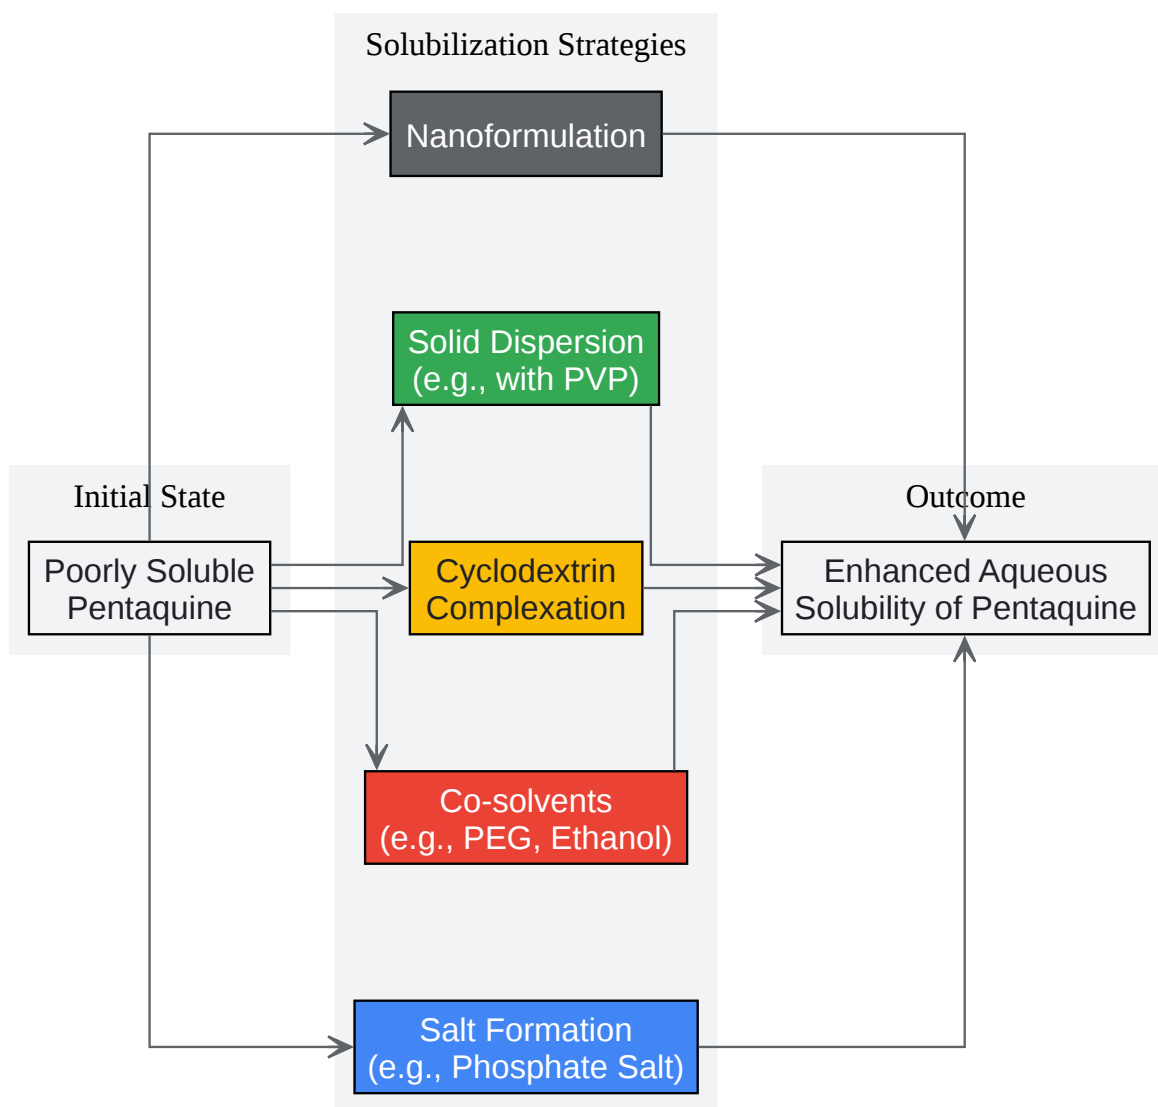 Solubilization Strategies
Nanoformulation
Solid Dispersion
(e.g., with PVP)
Initial State
Poorly Soluble
Pentaquine
Cyclodextrin
Complexation
Outcome
Enhanced Aqueous
Solubility of Pentaquine
Co-solvents
(e.g., PEG, Ethanol)
Salt Formation
(e.g., Phosphate Salt)